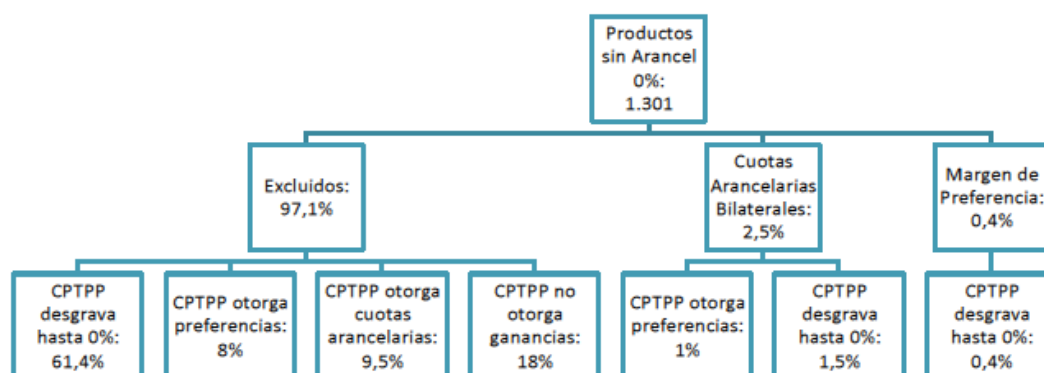 Productos
sin Arancel
0%:
1.301
Excluidos:
97,1%
Cuotas
Arancelarias
Bilaterales:
2,5%
Margen de
Preferencia:
0,4%
CPTPP
desgrava
hasta 0%:
61,4%
CPTPP otorga
preferencias:
8%
CPTPP otorga
cuotas
arancelarias:
9,5%
CPTPP no
otorga
ganancias:
18%
CPTPP otorga
preferencias:
1%
CPTPP
desgrava
hasta 0%:
1,5%
CPTPP
desgrava
hasta 0%:
0,4%